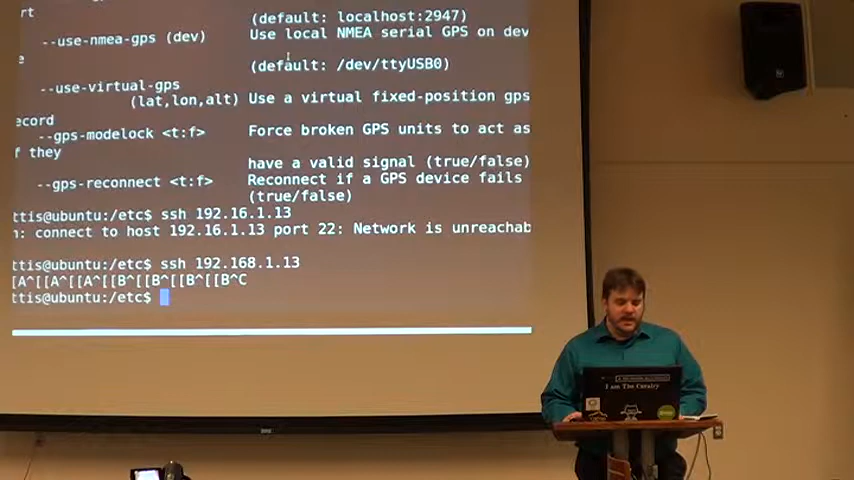 rt
(default: localhost:2947)
--use-nmea-gps (dev) Use local NMEA serial GPS on dev
e
(default: /dev/ttyUSB0)
--use-virtual-gps
(lat,lon,alt) Use a virtual fixed-position gps
ecord
--gps-modelock <t:f> Force broken GPS units to act as
f they
have a valid signal (true/false)
--gps-reconnect <t:f> Reconnect if a GPS device fails
(true/false)
ttis@ubuntu:/etc$ ssh 192.16.1.13
: connect to host 192.16.1.13 port 22: Network is unreachab
ttis@ubuntu:/etc$ ssh 192.168.1.13
[A^[[A^[[A^[[B^[[B^[[B^[[B^C
ttis@ubuntu:/etc$
I am The Cavalry